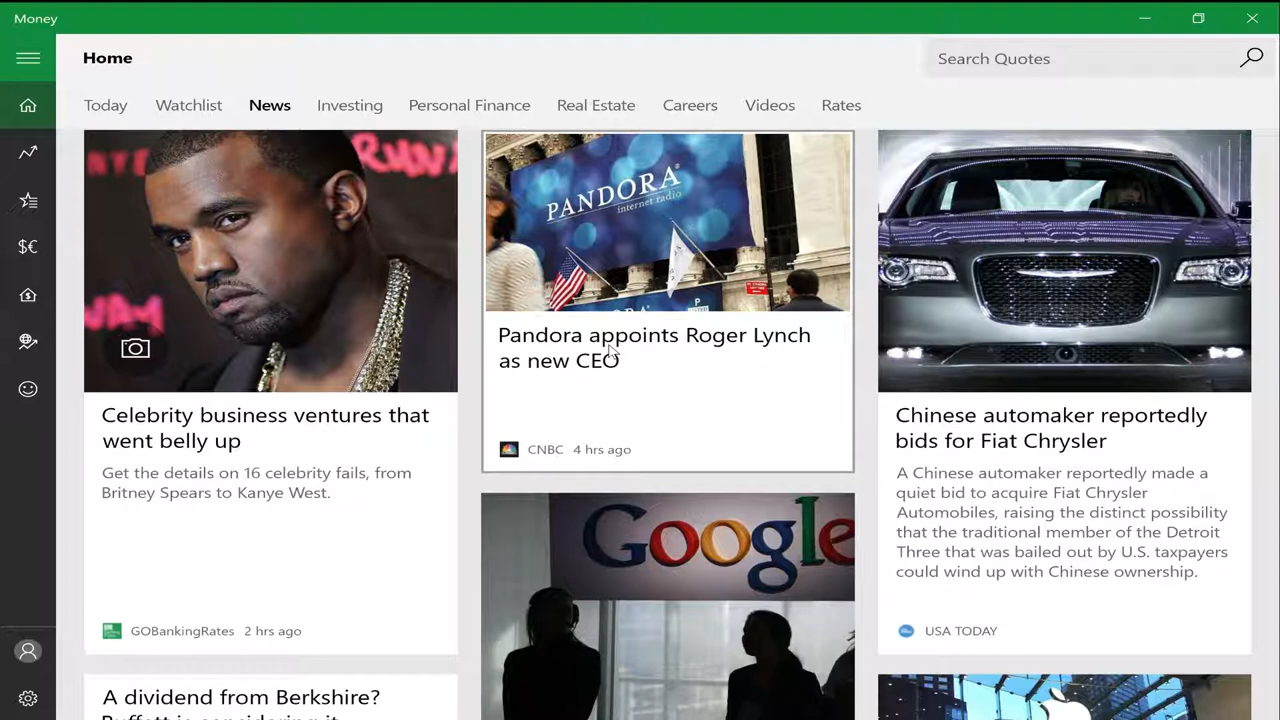 Money
Home
Search Quotes
Today Watchlist News Investing Personal Finance Real Estate Careers Videos Rates
$€
PANDORA®
internet radio
Celebrity business ventures that
went belly up
Get the details on 16 celebrity fails, from
Britney Spears to Kanye West.
GOBankingRates 2 hrs ago
Pandora appoints Roger Lynch
as new CEO
CNBC 4 hrs ago
Google
Chinese automaker reportedly
bids for Fiat Chrysler
A Chinese automaker reportedly made a
quiet bid to acquire Fiat Chrysler
Automobiles, raising the distinct possibility
that the traditional member of the Detroit
Three that was bailed out by U.S. taxpayers
could wind up with Chinese ownership.
USA TODAY
A dividend from Berkshire?
Buffett is considering it